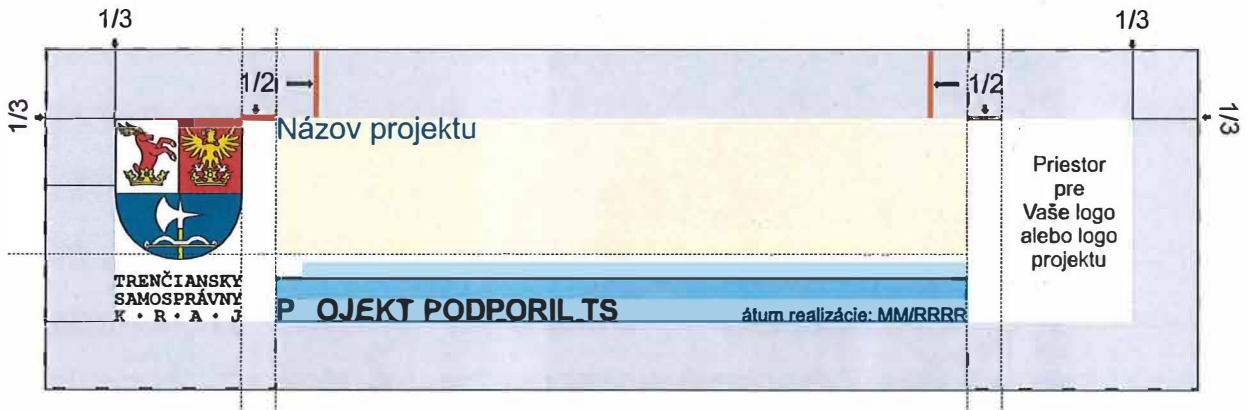 1/3
1/3
1/2
1/2
1/3
1/3
Názov projektu
Priestor
pre
Vaše logo
alebo logo
projektu
TRENČIANSKY
SAMOSPRÁVNY
K · R · A · J
P OJEKT PODPORIL TS
átum realizácie: MM/RRRR